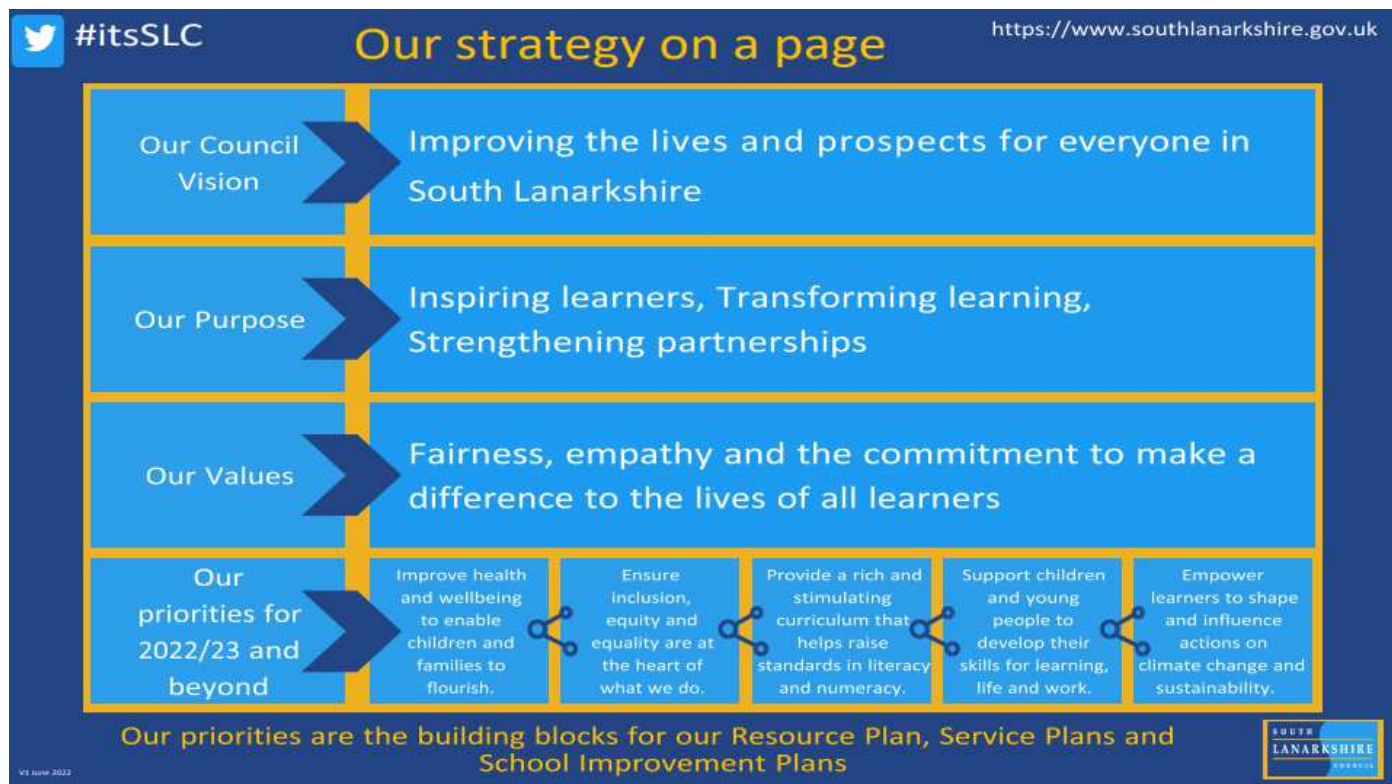 #itsSLC
Our strategy on a page
https://www.southlanarkshire.gov.uk
Our Council
Vision
Improving the lives and prospects for everyone in
South Lanarkshire
Our Purpose
Inspiring learners, Transforming learning,
Strengthening partnerships
Our Values
Fairness, empathy and the commitment to make a
difference to the lives of all learners
Our
priorities for
2022/23 and
beyond
Improve health
and wellbeing
to enable
children and
families to
flourish.
Ensure
inclusion,
equity and
equality are at
the heart of
what we do.
Provide a rich and
stimulating
curriculum that
helps raise
standards in literacy
and numeracy.
Support children
and young
people to
develop their
skills for learning,
life and work.
Empower
learners to shape
and influence
actions on
climate change and
sustainability.
Our priorities are the building blocks for our Resource Plan, Service Plans and
School Improvement Plans
V1 June 2022
SOUTH
LANARKSHIRE
COUNCIL